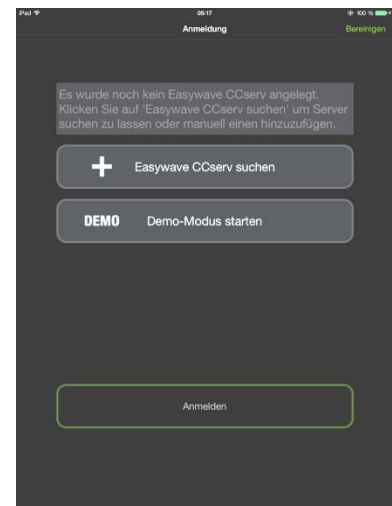 iPad 05:17 100 %
Anmeldung Bereinigen
Es wurde noch kein Easywave CCserv angelegt.
Klicken Sie auf 'Easywave CCserv suchen' um Server
suchen zu lassen oder manuell einen hinzuzufügen.
Easywave CCserv suchen
DEMO Demo-Modus starten
Anmelden